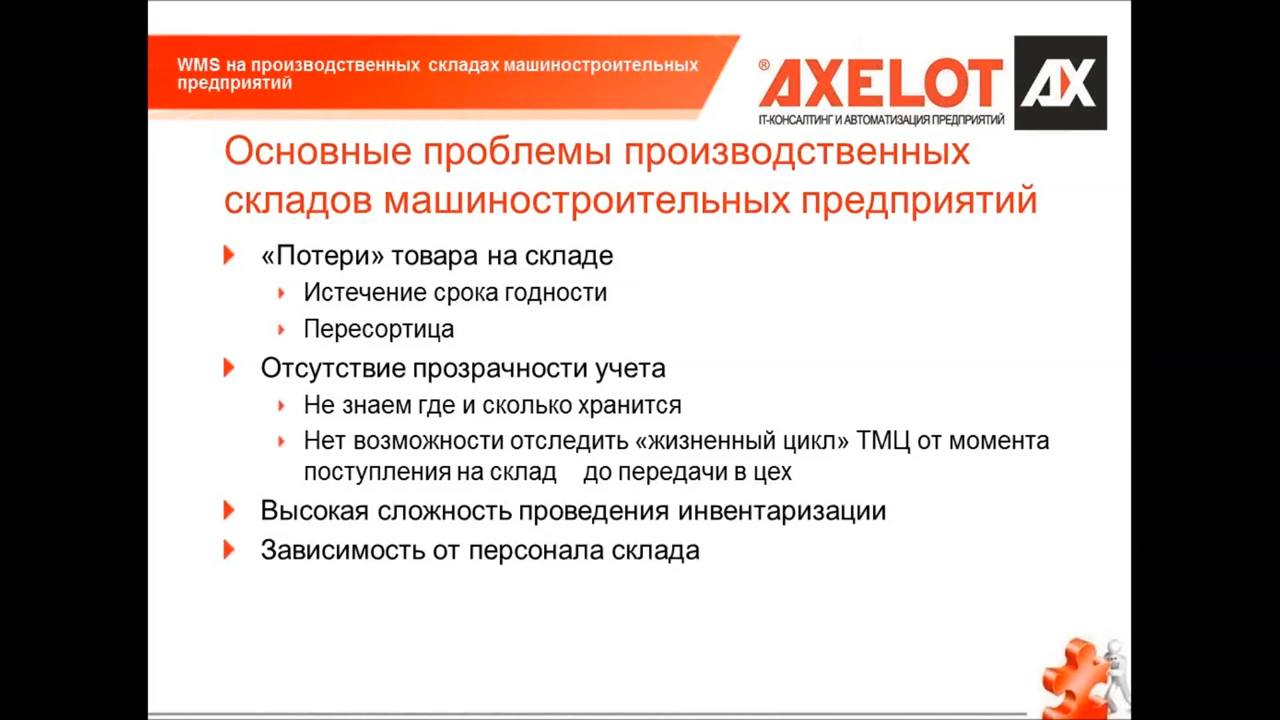 WMS на производственных складах машиностроительных
предприятий
® AXELOT AX
IT-КОНСАЛТИНГ И АВТОМАТИЗАЦИЯ ПРЕДПРИЯТИЙ
Основные проблемы производственных
складов машиностроительных предприятий
«Потери» товара на складе
Истечение срока годности
Пересортица
Отсутствие прозрачности учета
Не знаем где и сколько хранится
Нет возможности отследить «жизненный цикл» ТМЦ от момента
поступления на склад до передачи в цех
Высокая сложность проведения инвентаризации
Зависимость от персонала склада